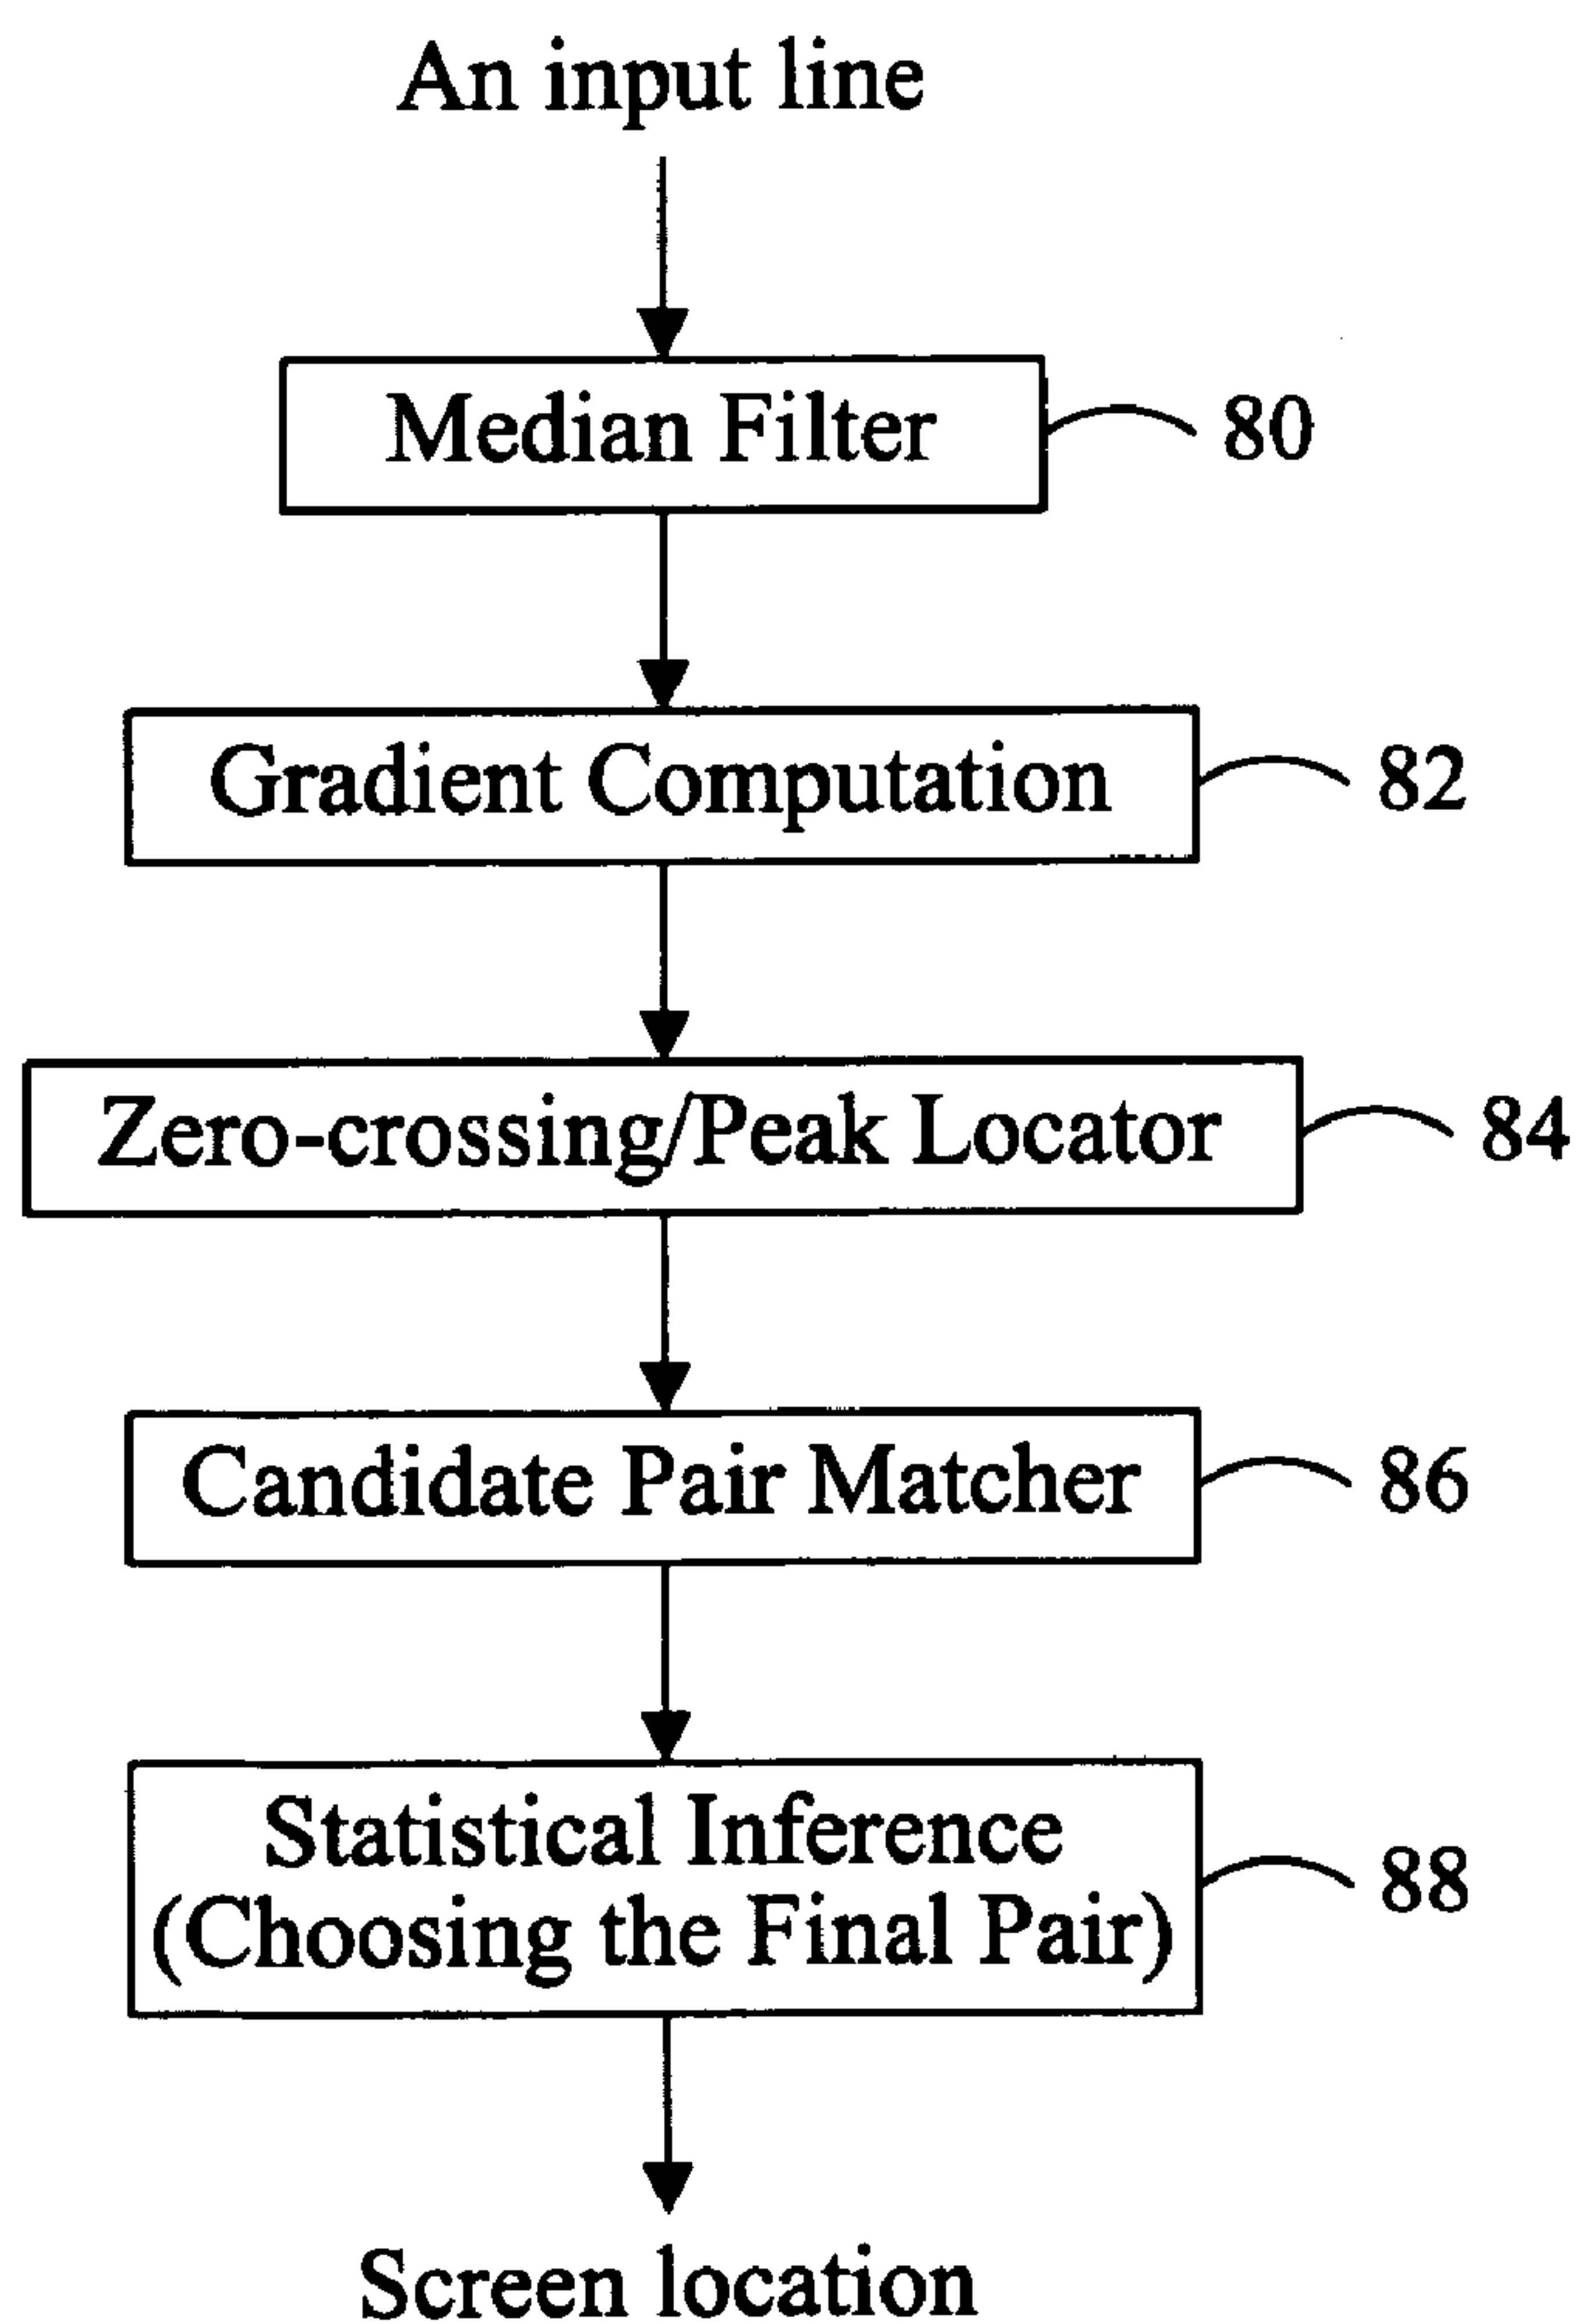 An input line
Median Filter 80
Gradient Computation 82
Zero-crossing/Peak Locator 84
Candidate Pair Matcher 86
Statistical Inference
(Choosing the Final Pair) 88
Screen location